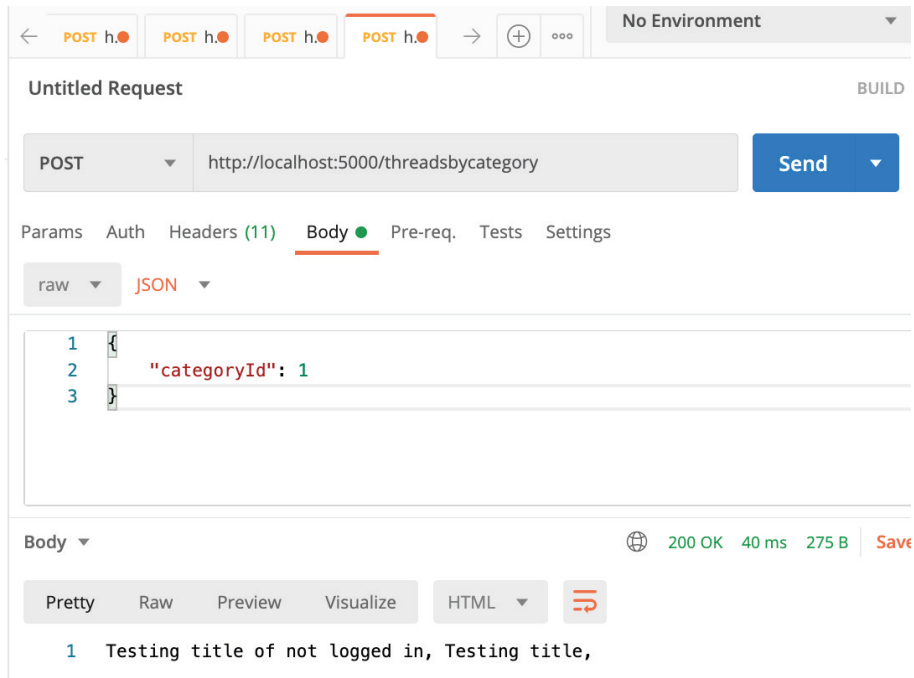 ← POST h. POST h. POST h. POST h. → + ooo No Environment
Untitled Request BUILD
POST http://localhost:5000/threadsbycategory Send
Params Auth Headers (11) Body Pre-req. Tests Settings
raw JSON
1 {
2 "categoryId": 1
3 }
Body 200 OK 40 ms 275 B Save
Pretty Raw Preview Visualize HTML
1 Testing title of not logged in, Testing title,